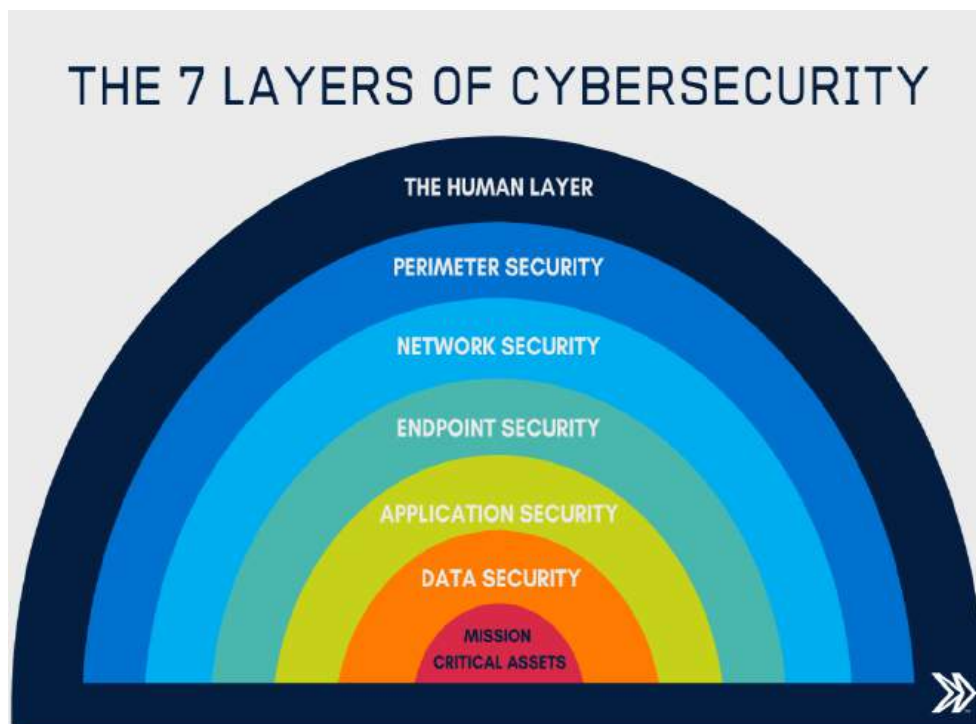 THE 7 LAYERS OF CYBERSECURITY
THE HUMAN LAYER
PERIMETER SECURITY
NETWORK SECURITY
ENDPOINT SECURITY
APPLICATION SECURITY
DATA SECURITY
MISSION
CRITICAL ASSETS